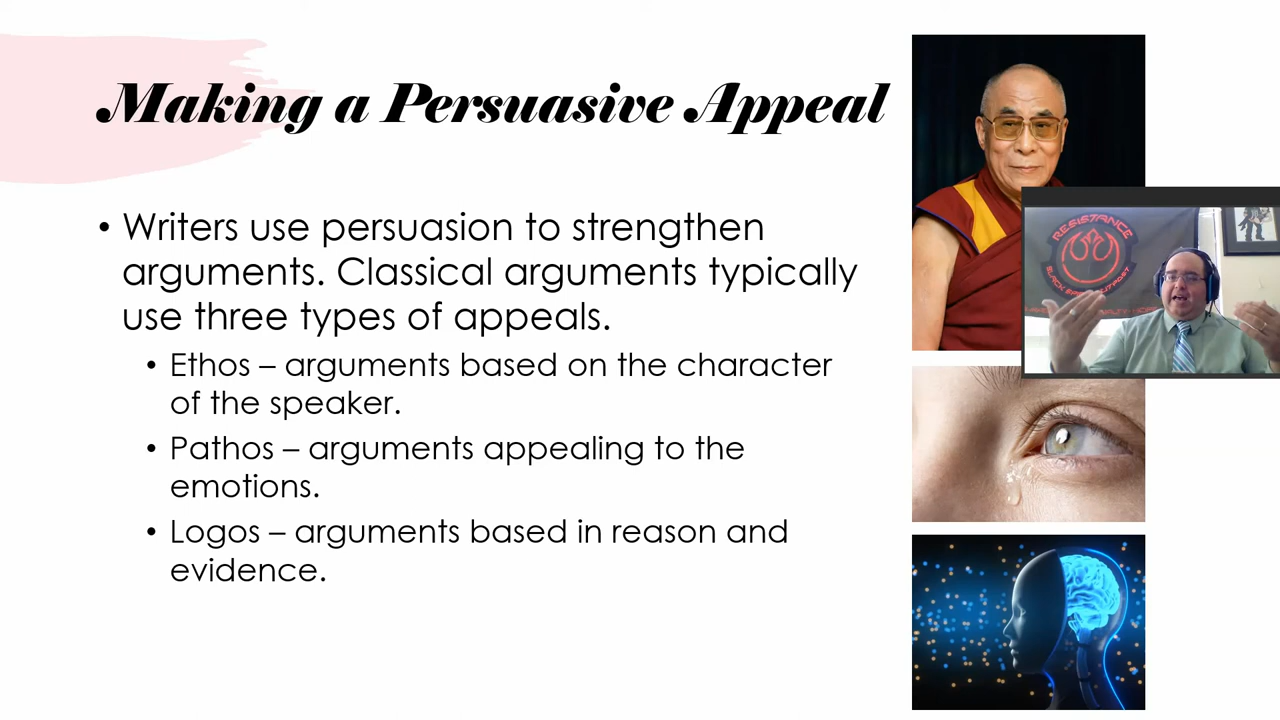 Making a Persuasive Appeal
• Writers use persuasion to strengthen
arguments. Classical arguments typically
use three types of appeals.
• Ethos – arguments based on the character
of the speaker.
• Pathos – arguments appealing to the
emotions.
• Logos – arguments based in reason and
evidence.
RESISTANCE